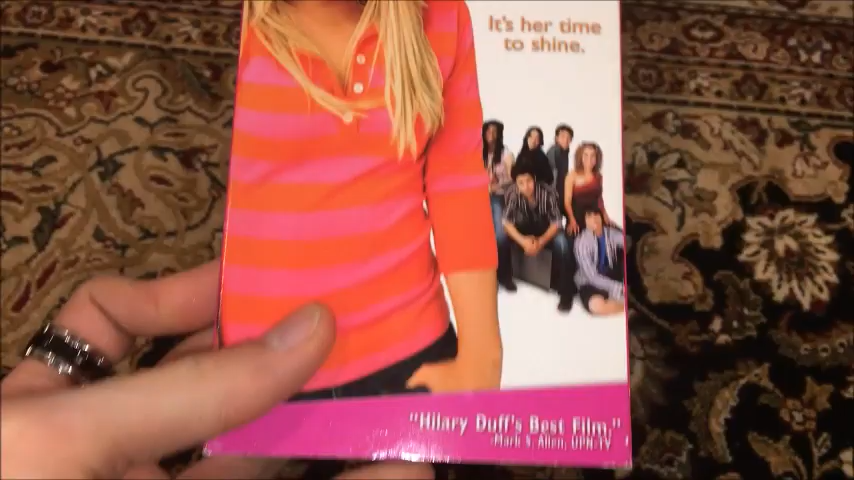 It's her time
to shine.
"Hilary Duff's Best Film."
-Mark S. Allen, UPN-TV